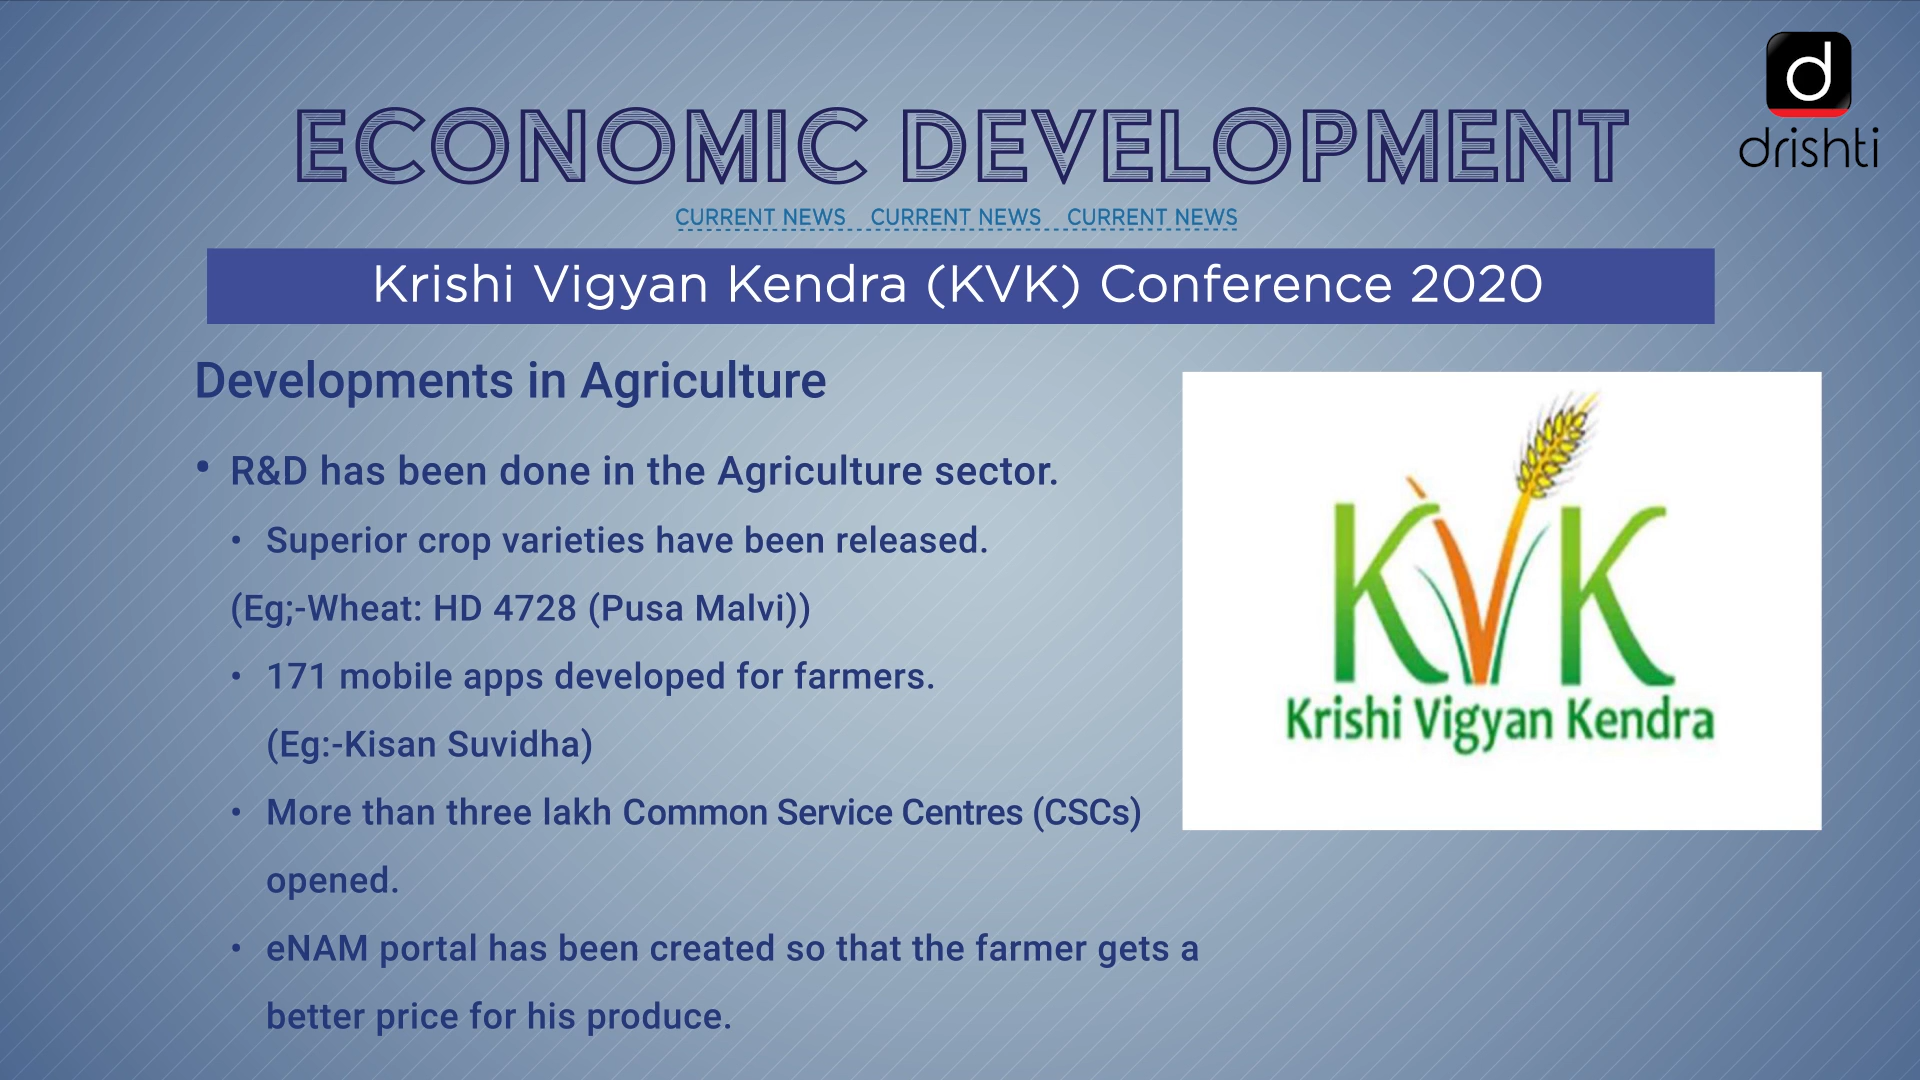 d
drishti
ECONOMIC DEVELOPMENT
CURRENT NEWS CURRENT NEWS CURRENT NEWS
Krishi Vigyan Kendra (KVK) Conference 2020
Developments in Agriculture
• R&D has been done in the Agriculture sector.
• Superior crop varieties have been released.
(Eg;-Wheat: HD 4728 (Pusa Malvi))
• 171 mobile apps developed for farmers.
(Eg:-Kisan Suvidha)
• More than three lakh Common Service Centres (CSCs)
opened.
• eNAM portal has been created so that the farmer gets a
better price for his produce.
KVK
Krishi Vigyan Kendra